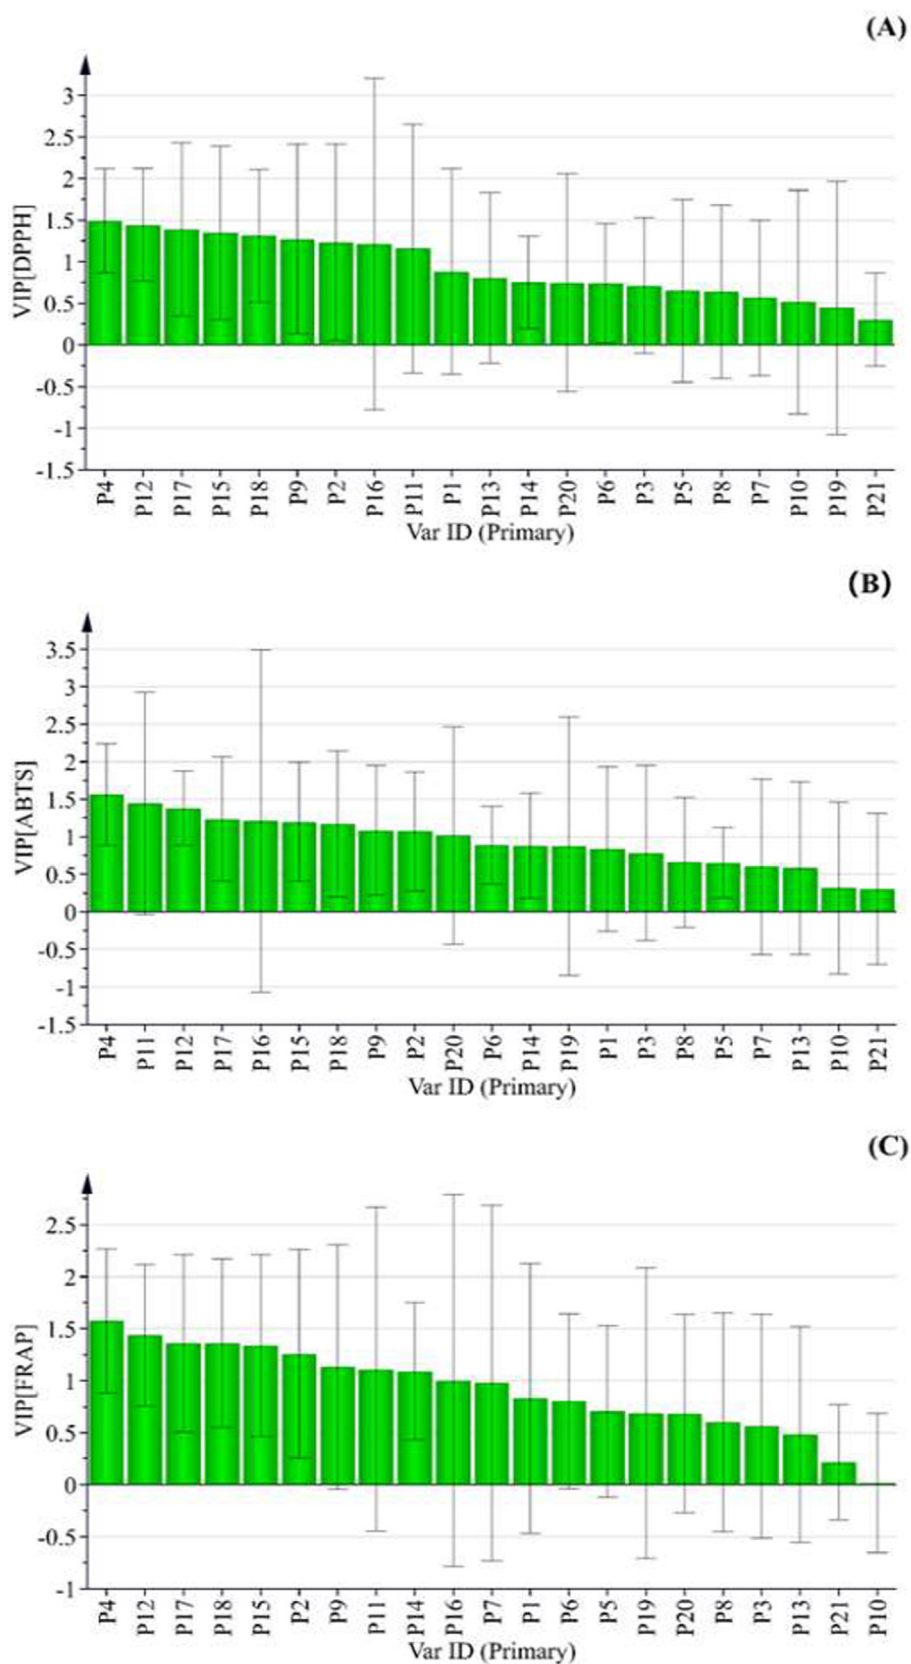 (A)
VIP[DPPH]
3
2.5
2
1.5
1
0.5
0
-0.5
-1
-1.5
P4 P12 P17 P15 P18 P9 P2 P16 P11 P1 P13 P14 P20 P6 P3 P5 P8 P7 P10 P19 P21
Var ID (Primary)
(B)
VIP[ABTS]
3.5
3
2.5
2
1.5
1
0.5
0
-0.5
-1
-1.5
P4 P11 P12 P17 P16 P15 P18 P9 P2 P20 P6 P14 P19 P1 P3 P8 P5 P7 P13 P10 P21
Var ID (Primary)
(C)
VIP[FRAP]
2.5
2
1.5
1
0.5
0
-0.5
-1
P4 P12 P17 P18 P15 P2 P9 P11 P14 P16 P7 P1 P6 P5 P19 P20 P8 P3 P13 P21 P10
Var ID (Primary)